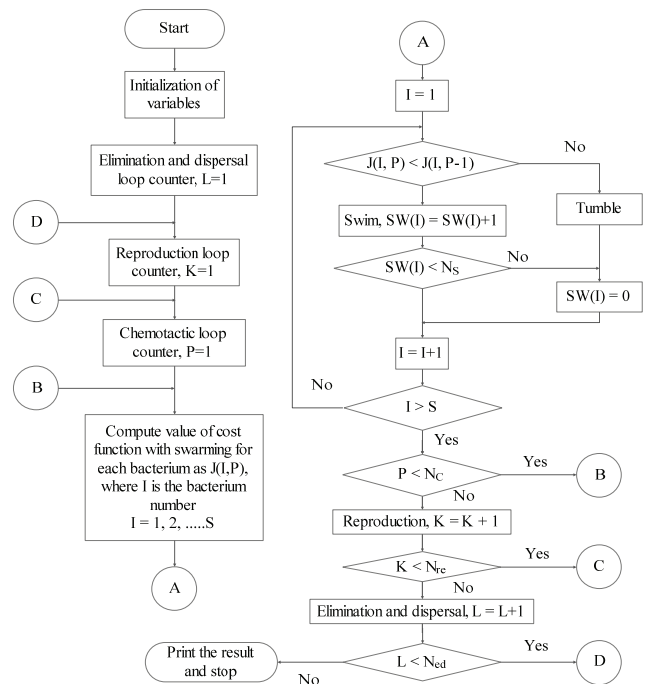 Start
Initialization of
variables
Elimination and dispersal
loop counter, L=1
D
Reproduction loop
counter, K=1
C
Chemotactic loop
counter, P=1
B
Compute value of cost
function with swarming for
each bacterium as J(I,P),
where I is the bacterium
number
I = 1, 2, .....S
A
A
I = 1
J(I, P) < J(I, P-1)
No
Swim, SW(I) = SW(I)+1
Tumble
SW(I) < NS
No
SW(I) = 0
I = I+1
No
I > S
Yes
P < NC
Yes
B
No
Reproduction, K = K + 1
K < Nre
Yes
C
No
Elimination and dispersal, L = L+1
L < Ned
Yes
D
No
Print the result
and stop